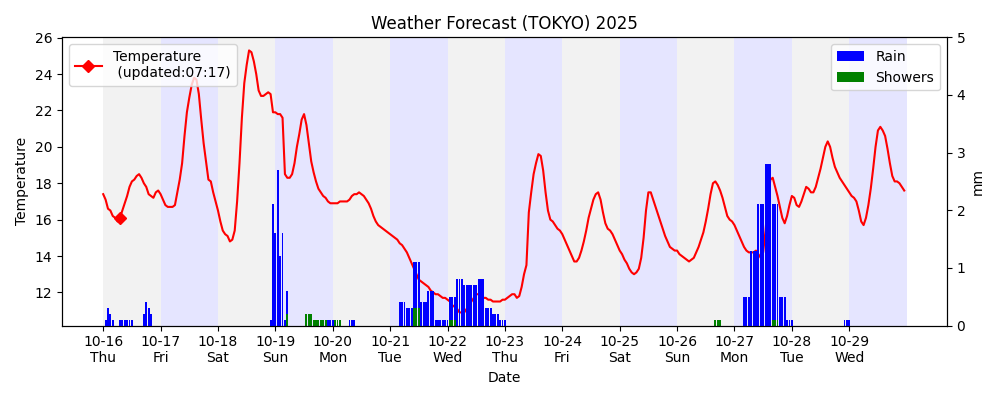 Weather Forecast (TOKYO) 2025
26
24
22
20
18
16
14
12
Temperature
5
4
3
2
1
0
mm
Temperature
(updated:07:17)
Rain
Showers
10-16 10-17 10-18 10-19 10-20 10-21 10-22 10-23 10-24 10-25 10-26 10-27 10-28 10-29
Thu Fri Sat Sun Mon Tue Wed Thu Fri Sat Sun Mon Tue Wed
Date